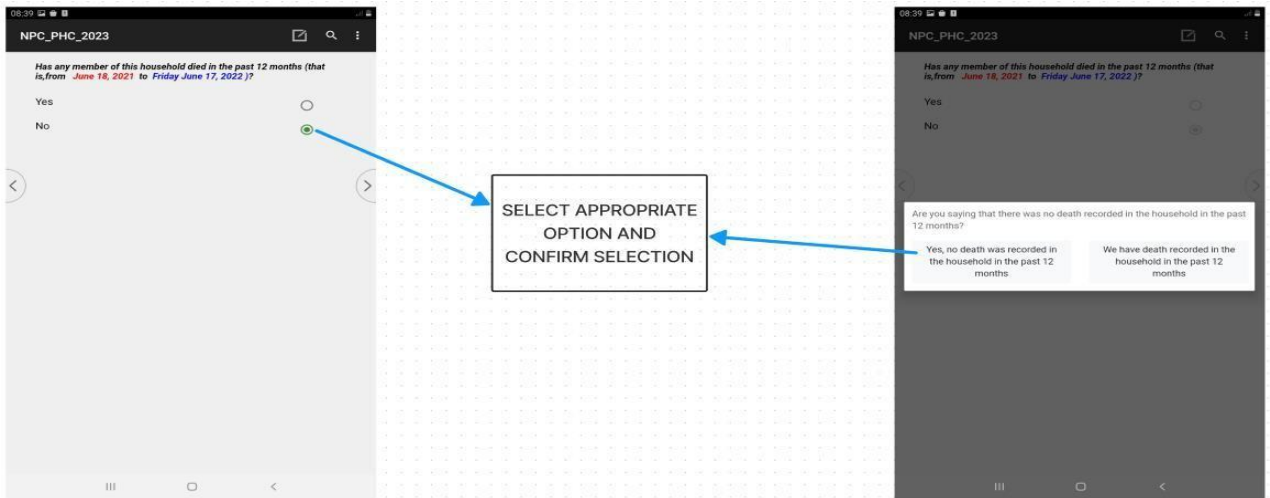 08:39
NPC_PHC_2023
Has any member of this household died in the past 12 months (that
is,from June 18, 2021 to Friday June 17, 2022 )?
Yes
No
SELECT APPROPRIATE
OPTION AND
CONFIRM SELECTION
08:39
NPC_PHC_2023
Has any member of this household died in the past 12 months (that
is,from June 18, 2021 to Friday June 17, 2022 )?
Yes
No
Are you saying that there was no death recorded in the household in the past
12 months?
Yes, no death was recorded in
the household in the past 12
months
We have death recorded in the
household in the past 12
months